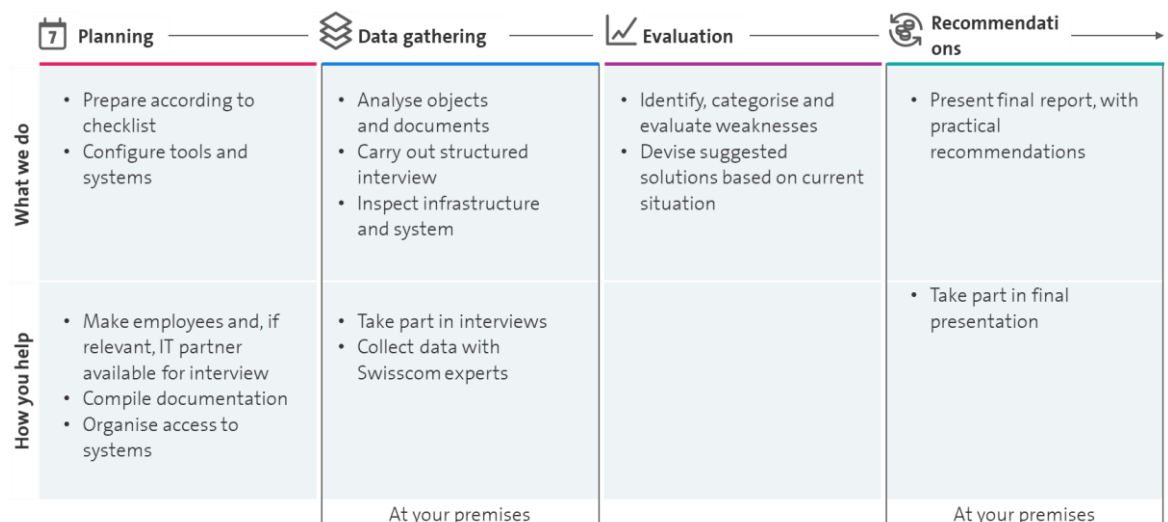 7
Planning
Data gathering
Evaluation
Recommendati
ons
What we do
• Prepare according to
checklist
• Configure tools and
systems
• Analyse objects
and documents
• Carry out structured
interview
• Inspect infrastructure
and system
• Identify, categorise and
evaluate weaknesses
• Devise suggested
solutions based on current
situation
• Present final report, with
practical
recommendations
How you help
• Make employees and, if
relevant, IT partner
available for interview
• Compile documentation
• Organise access to
systems
• Take part in interviews
• Collect data with
Swisscom experts
• Take part in final
presentation
At your premises
At your premises